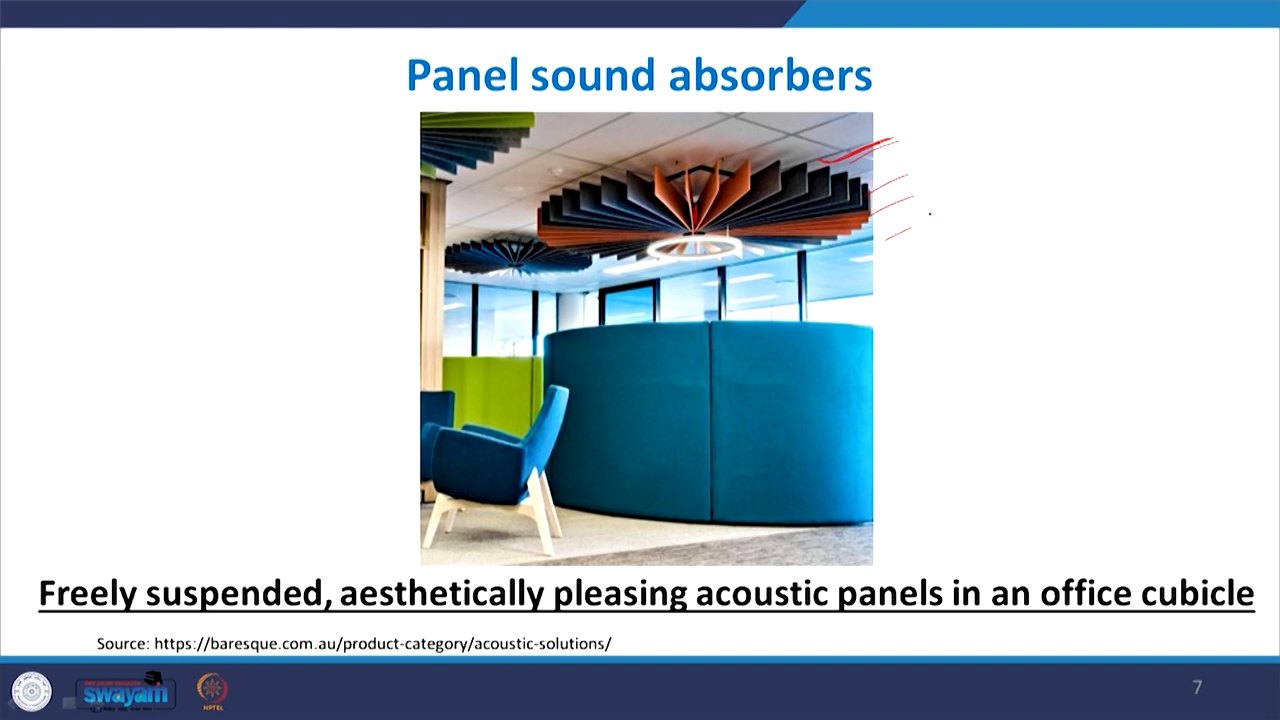 Panel sound absorbers
Freely suspended, aesthetically pleasing acoustic panels in an office cubicle
Source: https://baresque.com.au/product-category/acoustic-solutions/
swayam
NPTEL
7